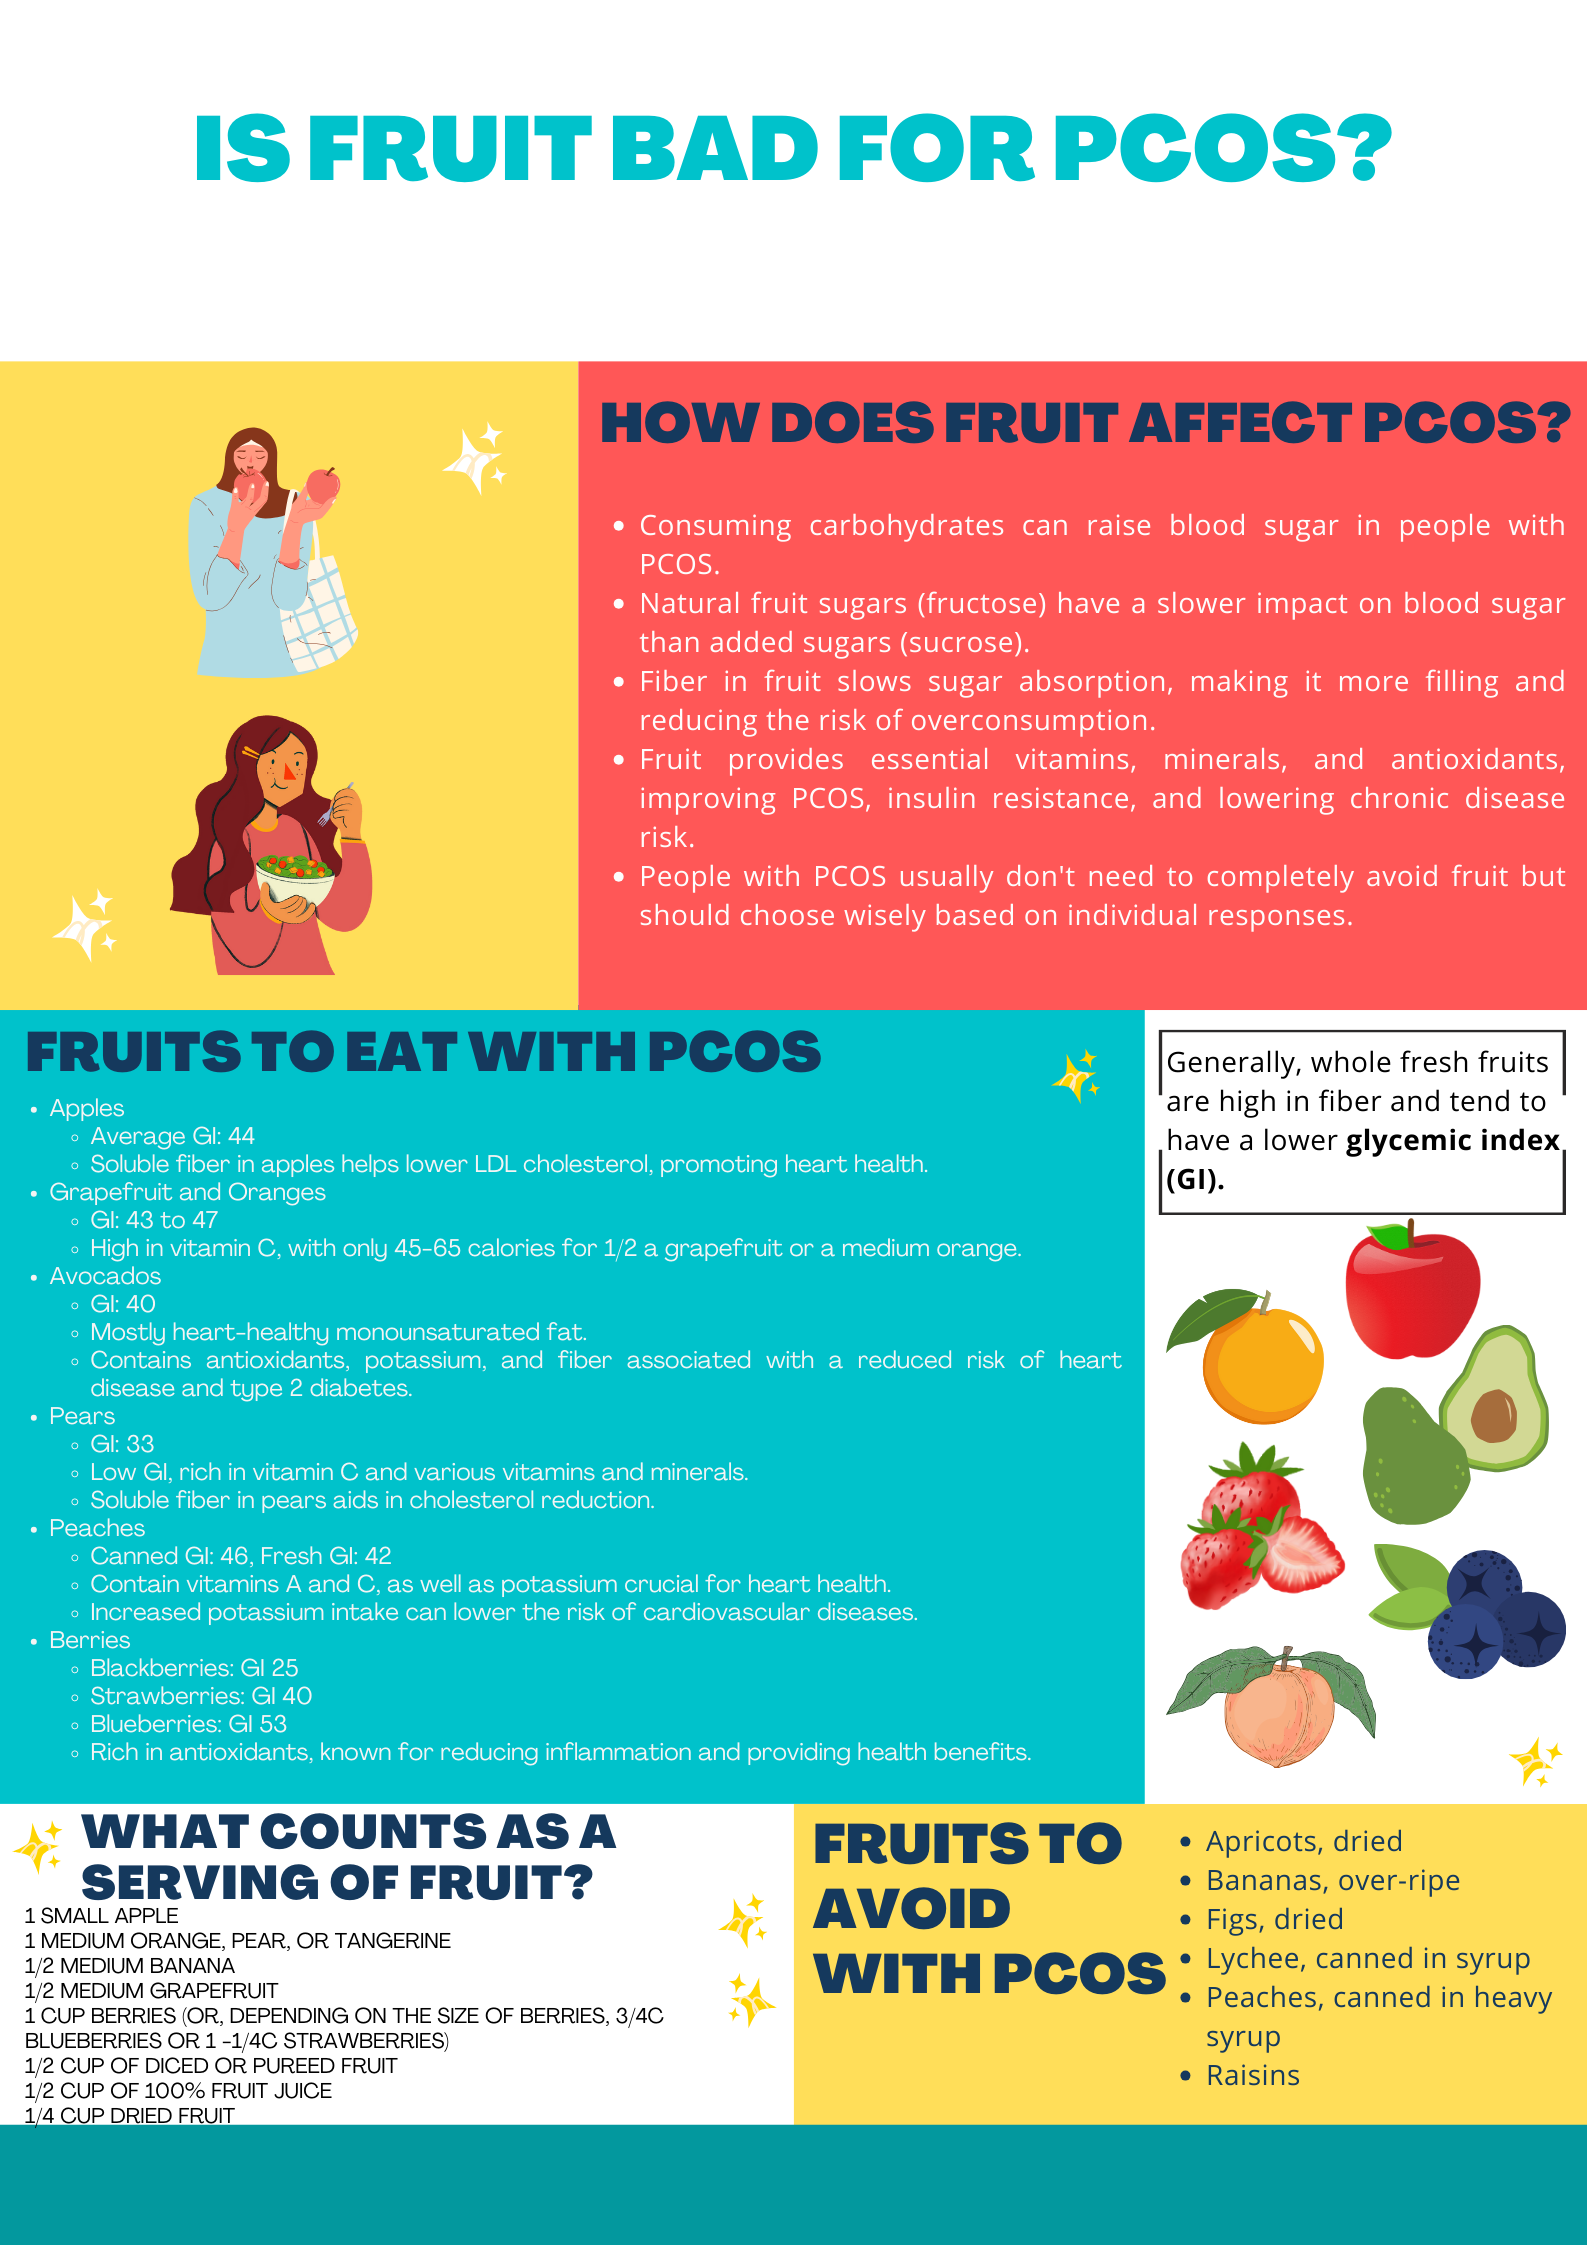 IS FRUIT BAD FOR PCOS?
HOW DOES FRUIT AFFECT PCOS?
• Consuming carbohydrates can raise blood sugar in people with
PCOS.
• Natural fruit sugars (fructose) have a slower impact on blood sugar
than added sugars (sucrose).
• Fiber in fruit slows sugar absorption, making it more filling and
reducing the risk of overconsumption.
• Fruit provides essential vitamins, minerals, and antioxidants,
improving PCOS, insulin resistance, and lowering chronic disease
risk.
• People with PCOS usually don't need to completely avoid fruit but
should choose wisely based on individual responses.
FRUITS TO EAT WITH PCOS
• Apples
◦ Average GI: 44
◦ Soluble fiber in apples helps lower LDL cholesterol, promoting heart health.
• Grapefruit and Oranges
◦ GI: 43 to 47
◦ High in vitamin C, with only 45-65 calories for 1/2 a grapefruit or a medium orange.
• Avocados
◦ GI: 40
◦ Mostly heart-healthy monounsaturated fat.
◦ Contains antioxidants, potassium, and fiber associated with a reduced risk of heart
disease and type 2 diabetes.
• Pears
◦ GI: 33
◦ Low GI, rich in vitamin C and various vitamins and minerals.
◦ Soluble fiber in pears aids in cholesterol reduction.
• Peaches
◦ Canned GI: 46, Fresh GI: 42
◦ Contain vitamins A and C, as well as potassium crucial for heart health.
◦ Increased potassium intake can lower the risk of cardiovascular diseases.
• Berries
◦ Blackberries: GI 25
◦ Strawberries: GI 40
◦ Blueberries: GI 53
◦ Rich in antioxidants, known for reducing inflammation and providing health benefits.
Generally, whole fresh fruits
are high in fiber and tend to
have a lower glycemic index
(GI).
WHAT COUNTS AS A
SERVING OF FRUIT?
1 SMALL APPLE
1 MEDIUM ORANGE, PEAR, OR TANGERINE
1/2 MEDIUM BANANA
1/2 MEDIUM GRAPEFRUIT
1 CUP BERRIES (OR, DEPENDING ON THE SIZE OF BERRIES, 3/4C
BLUEBERRIES OR 1 -1/4C STRAWBERRIES)
1/2 CUP OF DICED OR PUREED FRUIT
1/2 CUP OF 100% FRUIT JUICE
1/4 CUP DRIED FRUIT
FRUITS TO
AVOID
WITH PCOS
• Apricots, dried
• Bananas, over-ripe
• Figs, dried
• Lychee, canned in syrup
• Peaches, canned in heavy
syrup
• Raisins